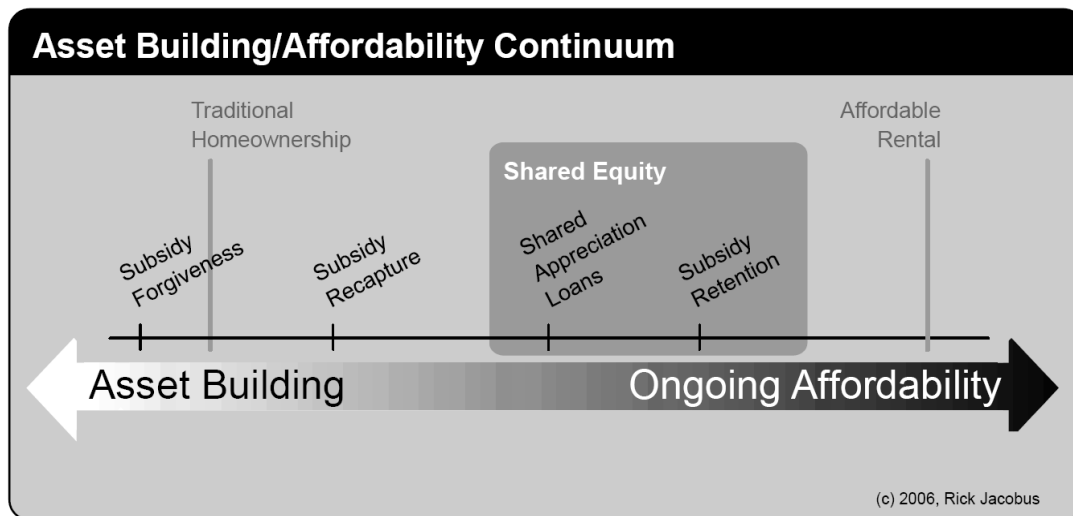 Asset Building/Affordability Continuum
Traditional
Homeownership
Affordable
Rental
Shared Equity
Subsidy
Forgiveness
Subsidy
Recapture
Shared
Appreciation
Loans
Subsidy
Retention
Asset Building
Ongoing Affordability
(c) 2006, Rick Jacobus